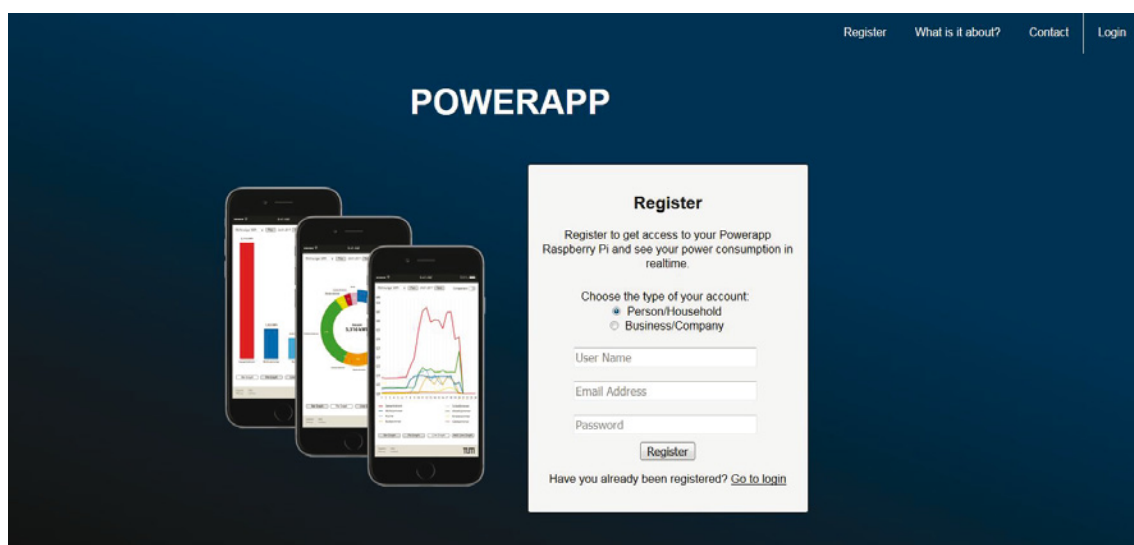 Register What is it about? Contact Login
POWERAPP
Register
Register to get access to your Powerapp
Raspberry Pi and see your power consumption in
realtime.
Choose the type of your account:
Person/Household
Business/Company
User Name
Email Address
Password
Register
Have you already been registered? Go to login